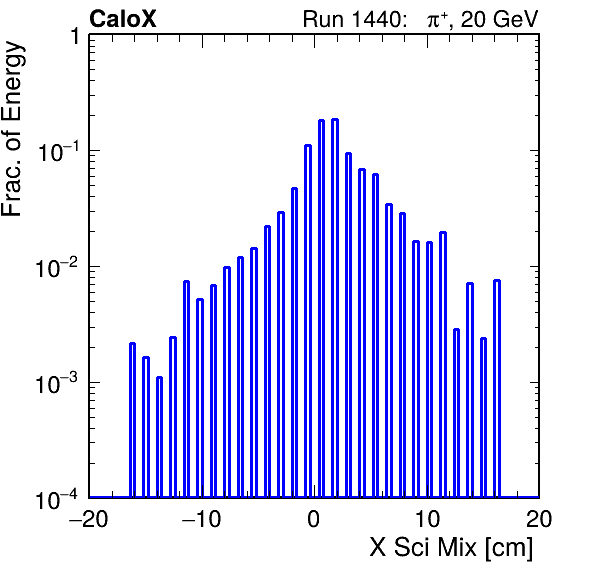 CaloX Run 1440: π⁺, 20 GeV
Frac. of Energy
1
10⁻¹
10⁻²
10⁻³
10⁻⁴
−20 −10 0 10 20
X Sci Mix [cm]